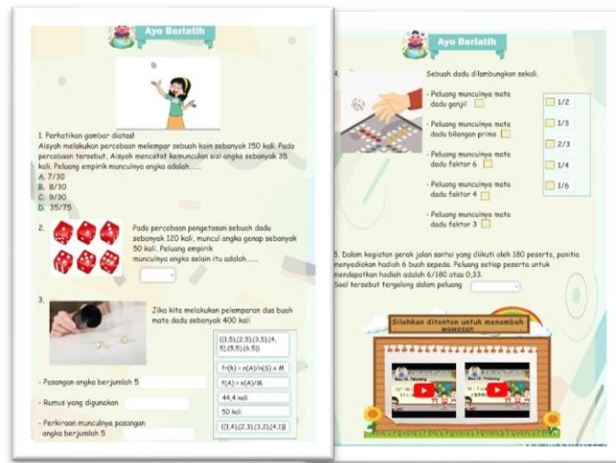 Ayo Berlatih
1. Perhatikan gambar diatas!
Aisyah melakukan percobaan melempar sebuah koin sebanyak 150 kali. Pada
percobaan tersebut, Aisyah mencatat kemunculan sisi angka sebanyak 35
kali. Peluang empirik munculnya angka adalah......
A. 7/30
B. 8/30
C. 9/30
D. 35/75
2.
Pada percobaan pengetosan sebuah dadu
sebanyak 120 kali, muncul angka genap sebanyak
50 kali. Peluang empirik
munculnya angka selain itu adalah......
3.
Jika kita melakukan pelemparan dua buah
mata dadu sebanyak 400 kali
{(1,5),(2,5),(3,5),(4,
5),(5,5),(6,5)}
Fr(h) = n(A)/n(S) x M
F(A) = n(A)/M
44,4 kali
50 kali
{(1,4),(2,3),(3,2),(4,1)}
- Pasangan angka berjumlah 5
- Rumus yang digunakan
- Perkiraan munculnya pasangan
angka berjumlah 5
Ayo Berlatih
4.
Sebuah dadu dilambungkan sekali.
- Peluang munculnya mata
dadu ganjil
- Peluang munculnya mata
dadu bilangan prima
- Peluang munculnya mata
dadu faktor 6
- Peluang munculnya mata
dadu faktor 4
- Peluang munculnya mata
dadu faktor 3
1/2
1/3
2/3
1/4
1/6
5. Dalam kegiatan gerak jalan santai yang diikuti oleh 180 peserta, panitia
menyediakan hadiah 6 buah sepeda. Peluang setiap peserta untuk
mendapatkan hadiah adalah 6/180 atau 0,33.
Soal tersebut tergolong dalam peluang
Silahkan ditonton untuk menambah
wawasan